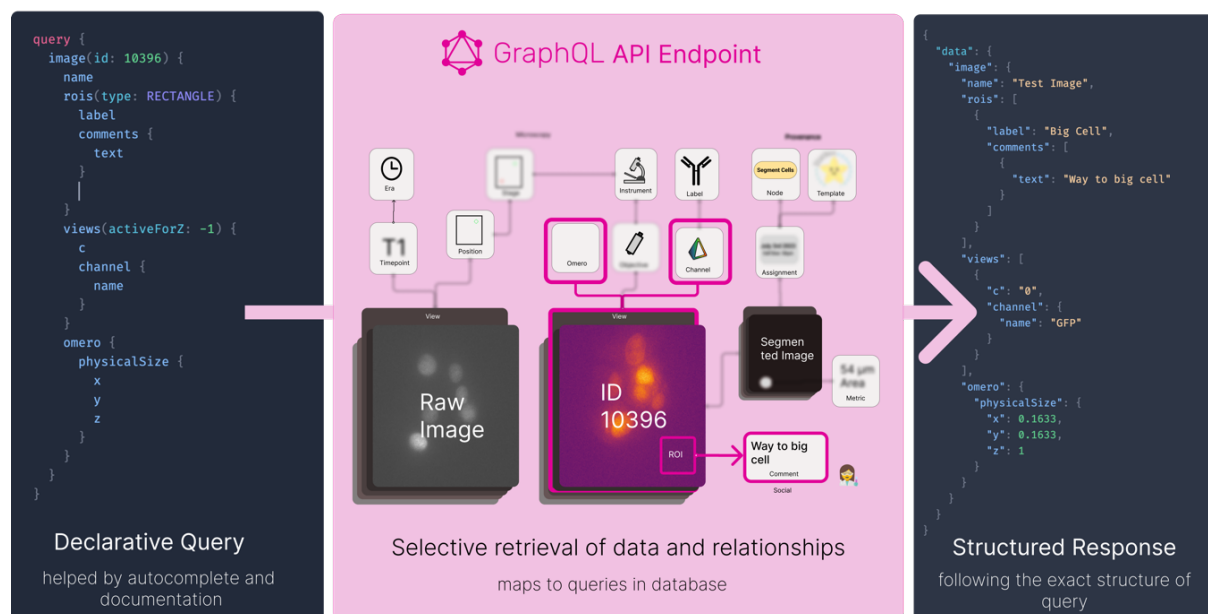 query {
image(id: 10396) {
name
rois(type: RECTANGLE) {
label
comments {
text
}
}
views(activeForZ: -1) {
c
channel {
name
}
}
omero {
physicalSize {
x
y
z
}
}
}
}
Declarative Query
helped by autocomplete and
documentation
GraphQL API Endpoint
Microscopy
Provenance
Era
Stage
Instrument
Label
Segment Cells
Node
Template
T1
Timepoint
Position
Omero
Objective
Channel
Assignment
View
Raw
Image
View
ID
10396
ROI
Segmen
ted Image
54 µm
Area
Metric
Way to big
cell
Comment
Social
Selective retrieval of data and relationships
maps to queries in database
{
"data": {
"image": {
"name": "Test Image",
"rois": [
{
"label": "Big Cell",
"comments": [
{
"text": "Way to big cell"
}
]
}
],
"views": [
{
"c": "0",
"channel": {
"name": "GFP"
}
}
],
"omero": {
"physicalSize": {
"x": 0.1633,
"y": 0.1633,
"z": 1
}
}
}
}
}
Structured Response
following the exact structure of
query